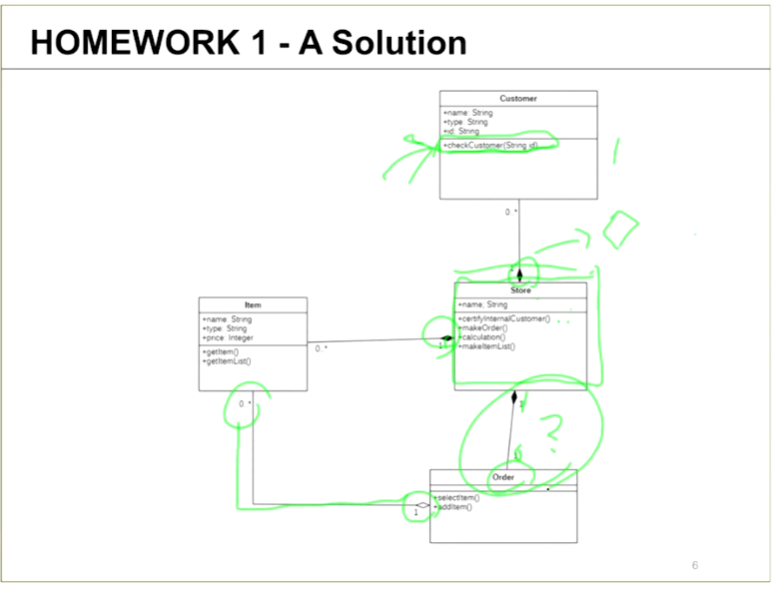 HOMEWORK 1 - A Solution
Customer
+name: String
+type: String
+id: String
+checkCustomer(String id)
0..*
Store
+name: String
+certifyInternalCustomer()
+makeOrder()
+calculation()
+makeItemList()
Item
+name: String
+type: String
+price: Integer
+getItem()
+getItemList()
0..*
1
0..*
?
Order
+selectItem()
+addItem()
1
6